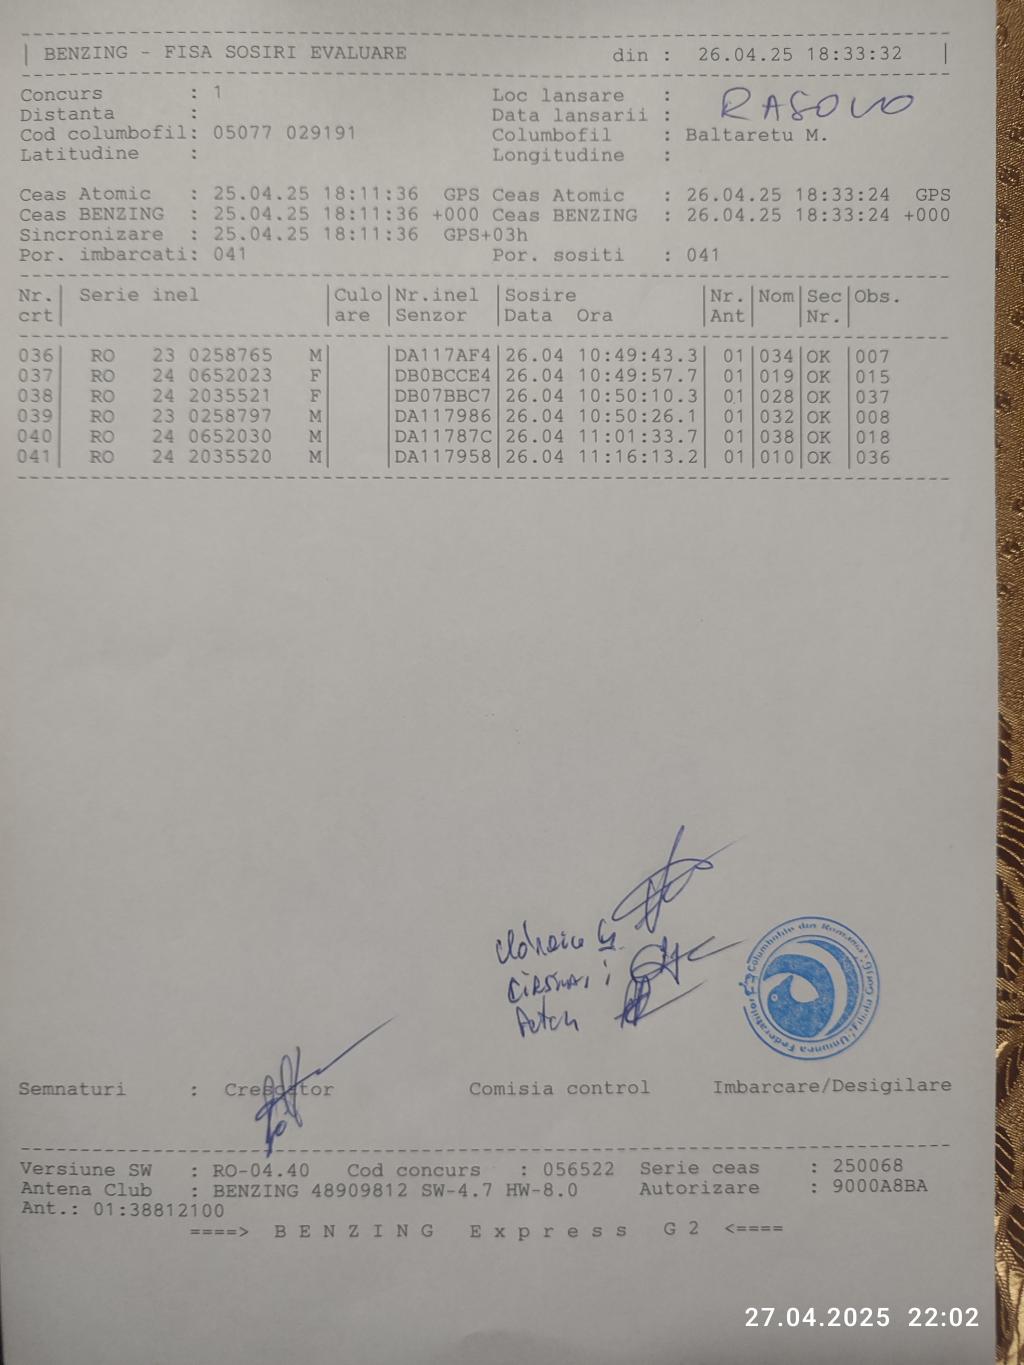 BENZING - FISA SOSIRI EVALUARE din : 26.04.25 18:33:32
Concurs : 1 Loc lansare : RASOVO
Distanta : Data lansarii :
Cod columbofil: 05077 029191 Columbofil : Baltaretu M.
Latitudine : Longitudine :
Ceas Atomic : 25.04.25 18:11:36 GPS Ceas Atomic : 26.04.25 18:33:24 GPS
Ceas BENZING : 25.04.25 18:11:36 +000 Ceas BENZING : 26.04.25 18:33:24 +000
Sincronizare : 25.04.25 18:11:36 GPS+03h
Por. imbarcati: 041 Por. sositi : 041
Nr.| Serie inel |Culo|Nr.inel |Sosire |Nr.|Nom|Sec|Obs.
crt| |are |Senzor |Data Ora |Ant| |Nr.|
036| RO 23 0258765 M| |DA117AF4|26.04 10:49:43.3| 01|034|OK |007
037| RO 24 0652023 F| |DB0BCCE4|26.04 10:49:57.7| 01|019|OK |015
038| RO 24 2035521 F| |DB07BBC7|26.04 10:50:10.3| 01|028|OK |037
039| RO 23 0258797 M| |DA117986|26.04 10:50:26.1| 01|032|OK |008
040| RO 24 0652030 M| |DA11787C|26.04 11:01:33.7| 01|038|OK |018
041| RO 24 2035520 M| |DA117958|26.04 11:16:13.2| 01|010|OK |036
Semnaturi : Crescator Comisia control Imbarcare/Desigilare
Versiune SW : RO-04.40 Cod concurs : 056522 Serie ceas : 250068
Antena Club : BENZING 48909812 SW-4.7 HW-8.0 Autorizare : 9000A8BA
Ant.: 01:38812100
====> B E N Z I N G E x p r e s s G 2 <====
27.04.2025 22:02